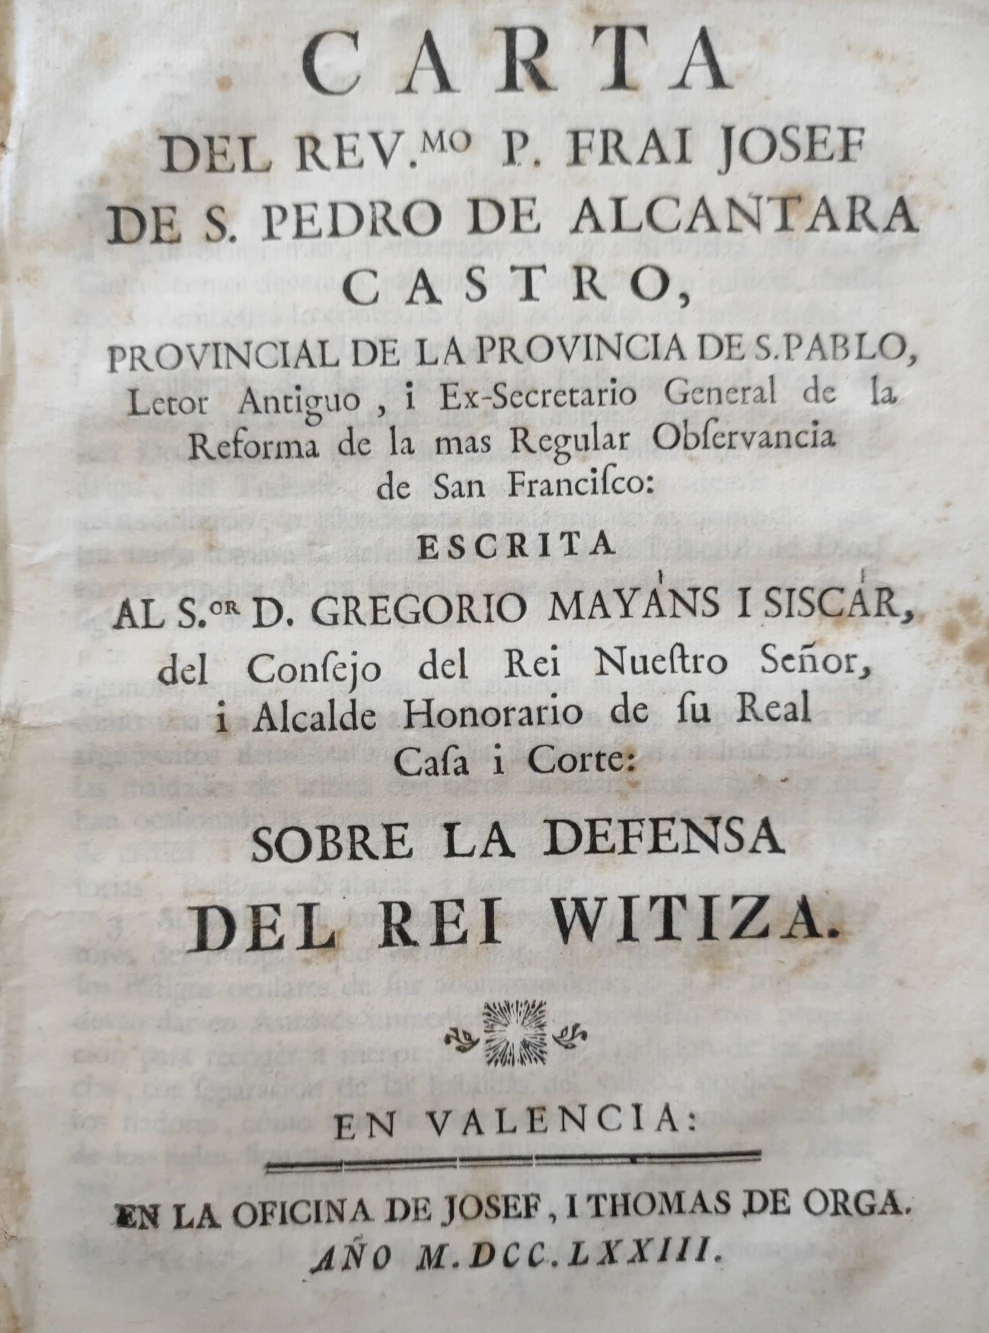 CARTA
DEL REV.MO P. FRAI JOSEF
DE S. PEDRO DE ALCANTARA
CASTRO,
PROVINCIAL DE LA PROVINCIA DE S. PABLO,
Letor Antiguo, i Ex-Secretario General de la
Reforma de la mas Regular Obſervancia
de San Franciſco:
ESCRITA
AL S.OR D. GREGORIO MAYÁNS I SISCÁR,
del Conſejo del Rei Nueſtro Señor,
i Alcalde Honorario de ſu Real
Caſa i Corte:
SOBRE LA DEFENSA
DEL REI WITIZA.
EN VALENCIA:
EN LA OFICINA DE JOSEF, I THOMAS DE ORGA.
AÑO M.DCC.LXXIII.